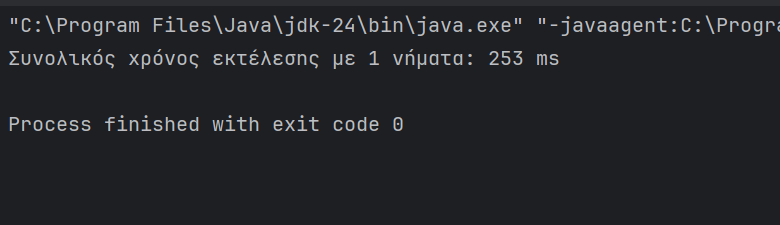 "C:\Program Files\Java\jdk-24\bin\java.exe" "-javaagent:C:\Progra
Συνολικός χρόνος εκτέλεσης με 1 νήματα: 253 ms
Process finished with exit code 0